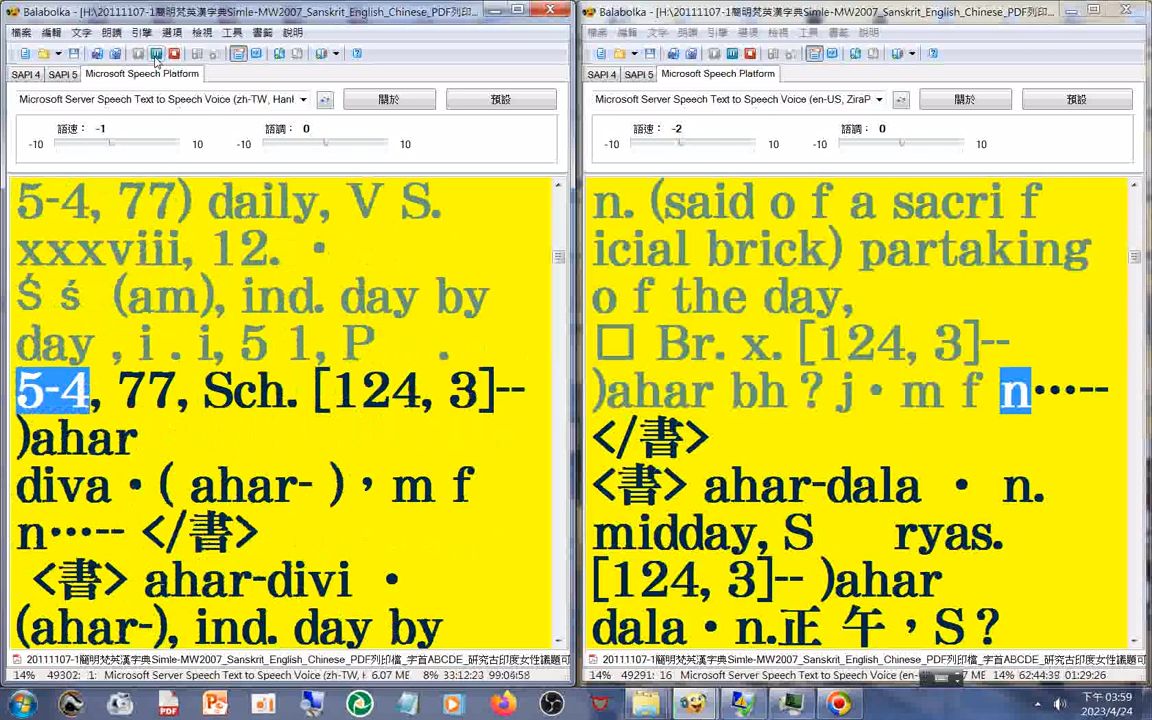 Balabolka - [H:\20111107-1簡明梵英漢字典Simle-MW2007_Sanskrit_English_Chinese_PDF列印...
檔案 編輯 文字 朗讀 引擎 選項 檢視 工具 書籤 說明
SAPI 4 SAPI 5 Microsoft Speech Platform
Microsoft Server Speech Text to Speech Voice (zh-TW, HanH 關於 預設
語速： -1 語調： 0
-10 10 -10 10
5-4, 77) daily, V S.
xxxviii, 12. •
Ś ś (am), ind. day by
day , i . i, 5 1, P .
5-4, 77, Sch. [124, 3]--
)ahar
diva •( ahar- )，m f
n…-- </書>
<書> ahar-divi •
(ahar-), ind. day by
20111107-1簡明梵英漢字典Simle-MW2007_Sanskrit_English_Chinese_PDF列印檔_字首ABCDE_研究古印度女性議題可
14% 49302: 1: Microsoft Server Speech Text to Speech Voice (zh-TW, H 6.07 MB 8% 33:12:23
Balabolka - [H:\20111107-1簡明梵英漢字典Simle-MW2007_Sanskrit_English_Chinese_PDF列印...
檔案 編輯 文字 朗讀 引擎 選項 檢視 工具 書籤 說明
SAPI 4 SAPI 5 Microsoft Speech Platform
Microsoft Server Speech Text to Speech Voice (en-US, ZiraP 關於 預設
語速： -2 語調： 0
-10 10 -10 10
n. (said o f a sacri f
icial brick) partaking
o f the day,
□ Br. x. [124, 3]--
)ahar bh ? j • m f n…--
</書>
<書> ahar-dala • n.
midday, S ryas.
[124, 3]-- )ahar
dala • n.正 午，S ?
20111107-1簡明梵英漢字典Simle-MW2007_Sanskrit_English_Chinese_PDF列印檔_字首ABCDE_研究古印度女性議題可
14% 49291: 16 Microsoft Server Speech Text to Speech Voice (en-US, ZiraP 14% 62:44:39 01:29:26
下午 03:59
2023/4/24